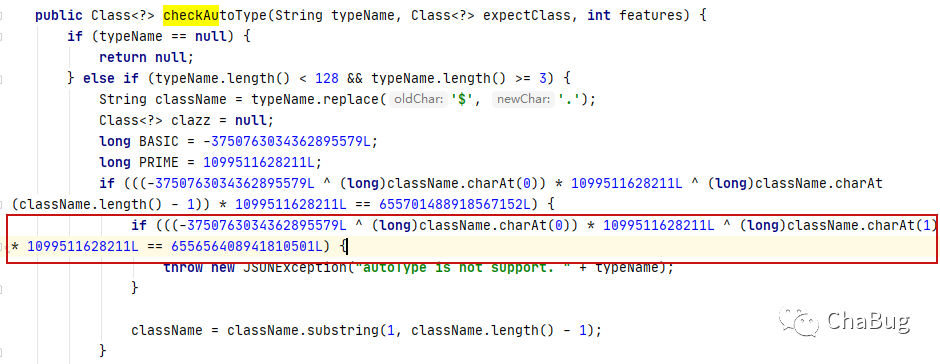 public Class<?> checkAutoType(String typeName, Class<?> expectClass, int features) {
if (typeName == null) {
return null;
} else if (typeName.length() < 128 && typeName.length() >= 3) {
String className = typeName.replace( oldChar: '$', newChar: '.');
Class<?> clazz = null;
long BASIC = -3750763034362895579L;
long PRIME = 1099511628211L;
if (((-3750763034362895579L ^ (long)className.charAt(0)) * 1099511628211L ^ (long)className.charAt
(className.length() - 1)) * 1099511628211L == 655701488918567152L) {
if (((-3750763034362895579L ^ (long)className.charAt(0)) * 1099511628211L ^ (long)className.charAt(1)
* 1099511628211L == 655656408941810501L) {
throw new JSONException("autoType is not support. " + typeName);
}
className = className.substring(1, className.length() - 1);
}
ChaBug